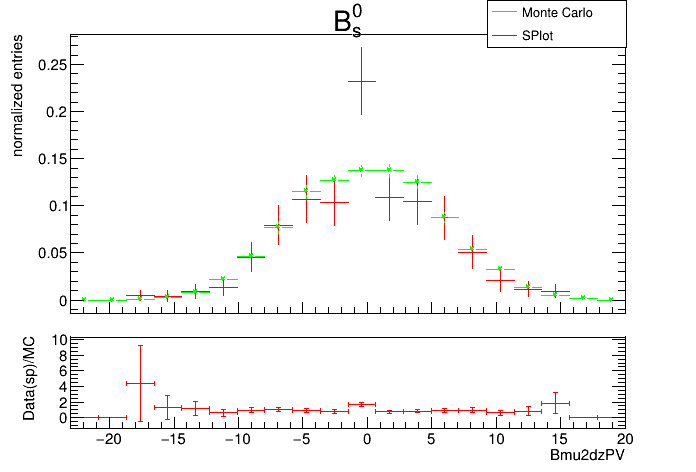 B⁰ₛ
Monte Carlo
SPlot
normalized entries
0.25
0.2
0.15
0.1
0.05
0
Data(sp)/MC
10
8
6
4
2
0
−20 −15 −10 −5 0 5 10 15 20
Bmu2dzPV